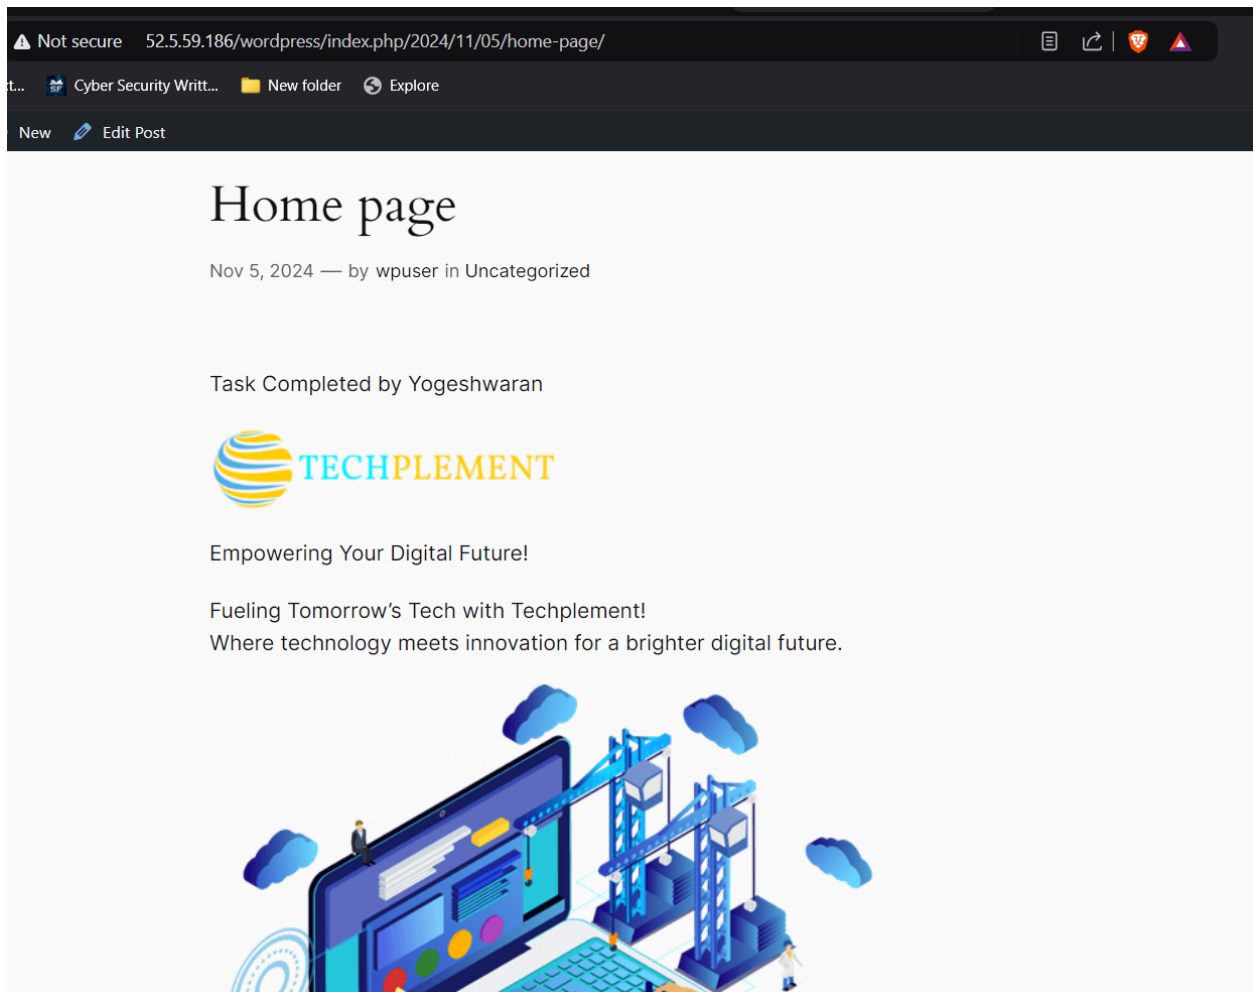 Not secure 52.5.59.186/wordpress/index.php/2024/11/05/home-page/
Cyber Security Writt... New folder Explore
New Edit Post
Home page
Nov 5, 2024 — by wpuser in Uncategorized
Task Completed by Yogeshwaran
TECHPLEMENT
Empowering Your Digital Future!
Fueling Tomorrow’s Tech with Techplement!
Where technology meets innovation for a brighter digital future.